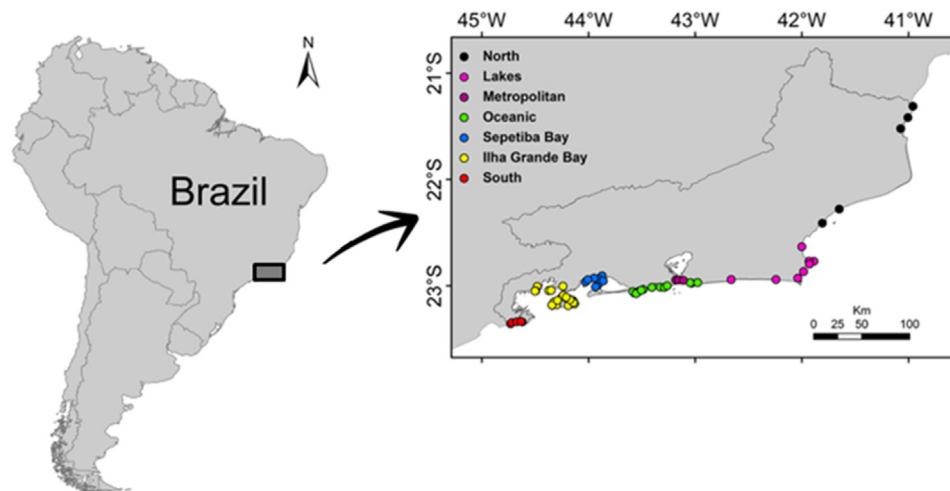 N
Brazil
45°W 44°W 43°W 42°W 41°W
21°S
22°S
23°S
North
Lakes
Metropolitan
Oceanic
Sepetiba Bay
Ilha Grande Bay
South
Km
0 25 50 100